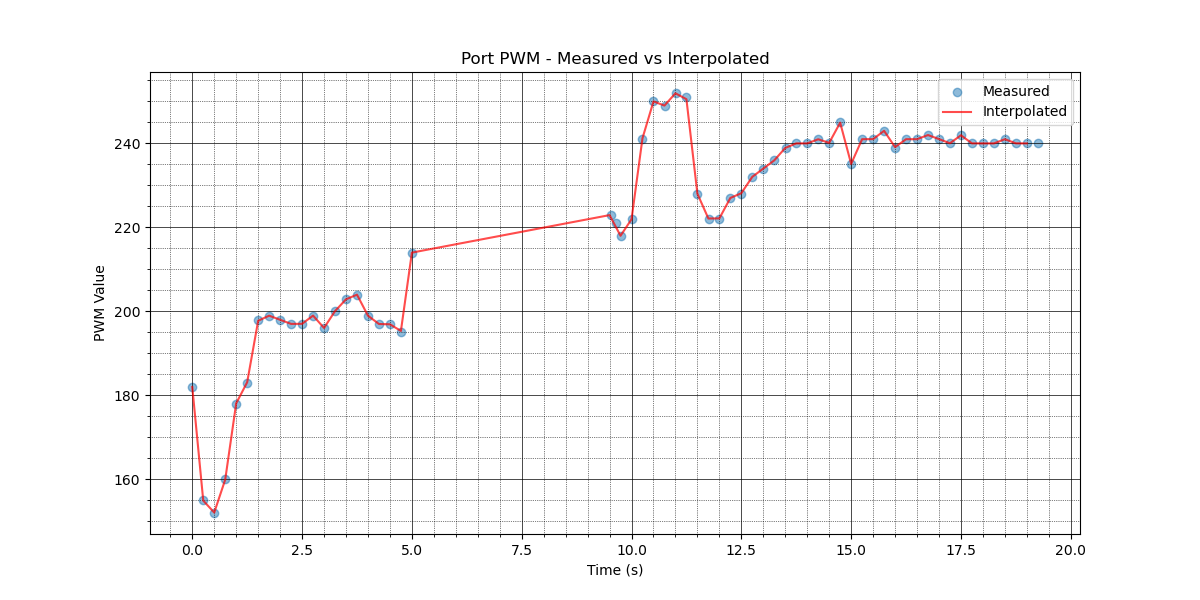 Port PWM - Measured vs Interpolated
Measured
Interpolated
PWM Value
240
220
200
180
160
0.0 2.5 5.0 7.5 10.0 12.5 15.0 17.5 20.0
Time (s)